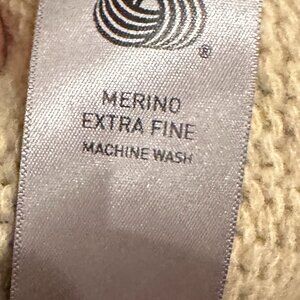 ®
MERINO
EXTRA FINE
MACHINE WASH